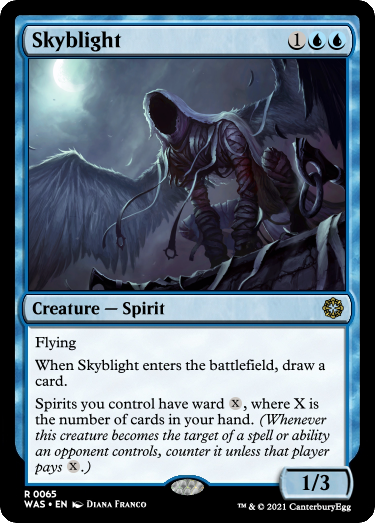 Skyblight 1
Creature — Spirit
Flying
When Skyblight enters the battlefield, draw a
card.
Spirits you control have ward X, where X is
the number of cards in your hand. (Whenever
this creature becomes the target of a spell or ability
an opponent controls, counter it unless that player
pays X.)
1/3
R 0065
WAS • EN Diana Franco
™ & © 2021 CanterburyEgg